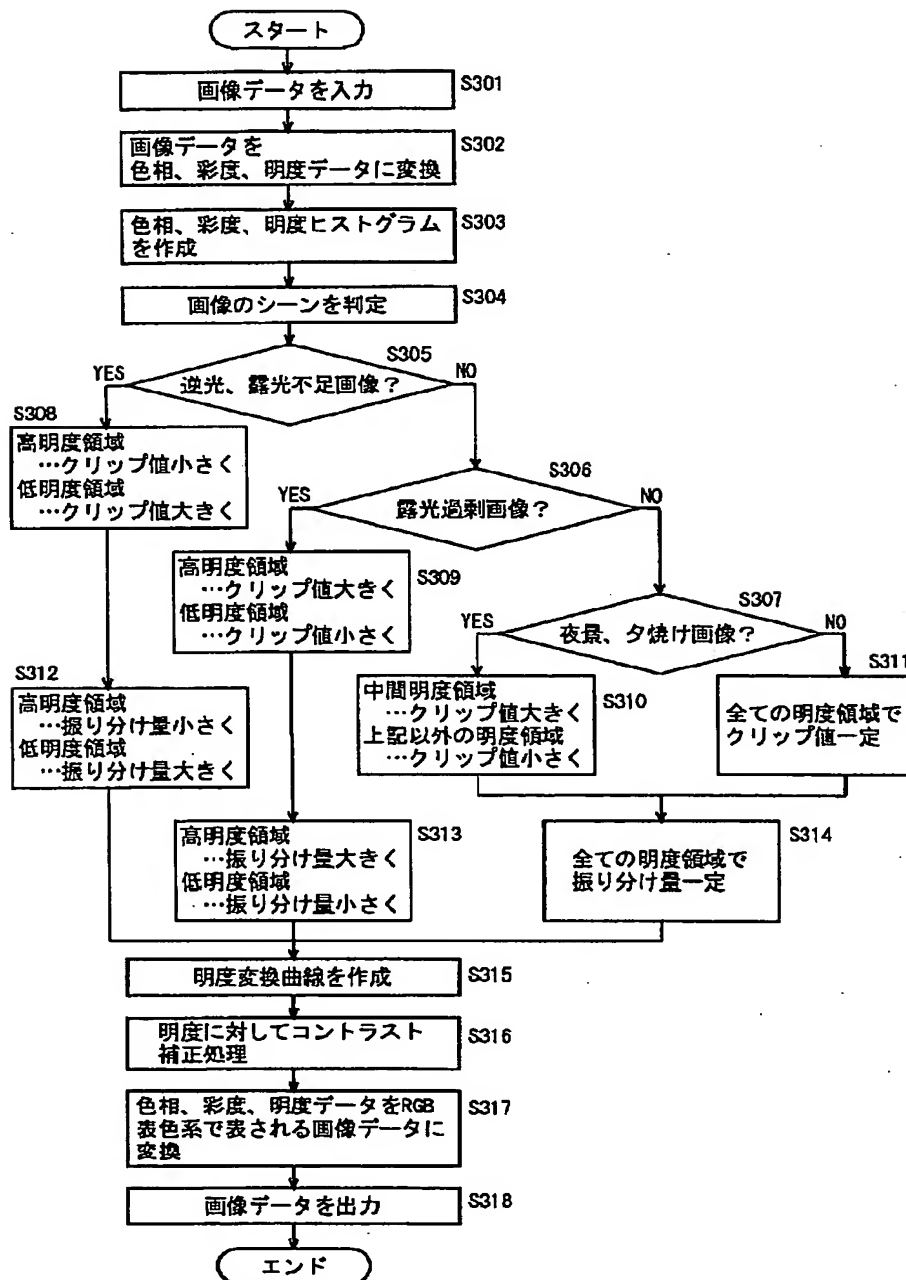 スタート
画像データを入力
S301
画像データを
色相、彩度、明度データに変換
S302
色相、彩度、明度ヒストグラム
を作成
S303
画像のシーンを判定
S304
S305
逆光、露光不足画像？
YES
NO
S308
高明度領域
…クリップ値小さく
低明度領域
…クリップ値大きく
S306
露光過剰画像？
YES
NO
高明度領域
…クリップ値大きく
低明度領域
…クリップ値小さく
S309
S307
夜景、夕焼け画像？
YES
NO
中間明度領域
…クリップ値大きく
上記以外の明度領域
…クリップ値小さく
S310
S311
全ての明度領域で
クリップ値一定
S312
高明度領域
…振り分け量小さく
低明度領域
…振り分け量大きく
高明度領域
…振り分け量大きく
低明度領域
…振り分け量小さく
S313
全ての明度領域で
振り分け量一定
S314
明度変換曲線を作成
S315
明度に対してコントラスト
補正処理
S316
色相、彩度、明度データをRGB
表色系で表される画像データに
変換
S317
画像データを出力
S318
エンド